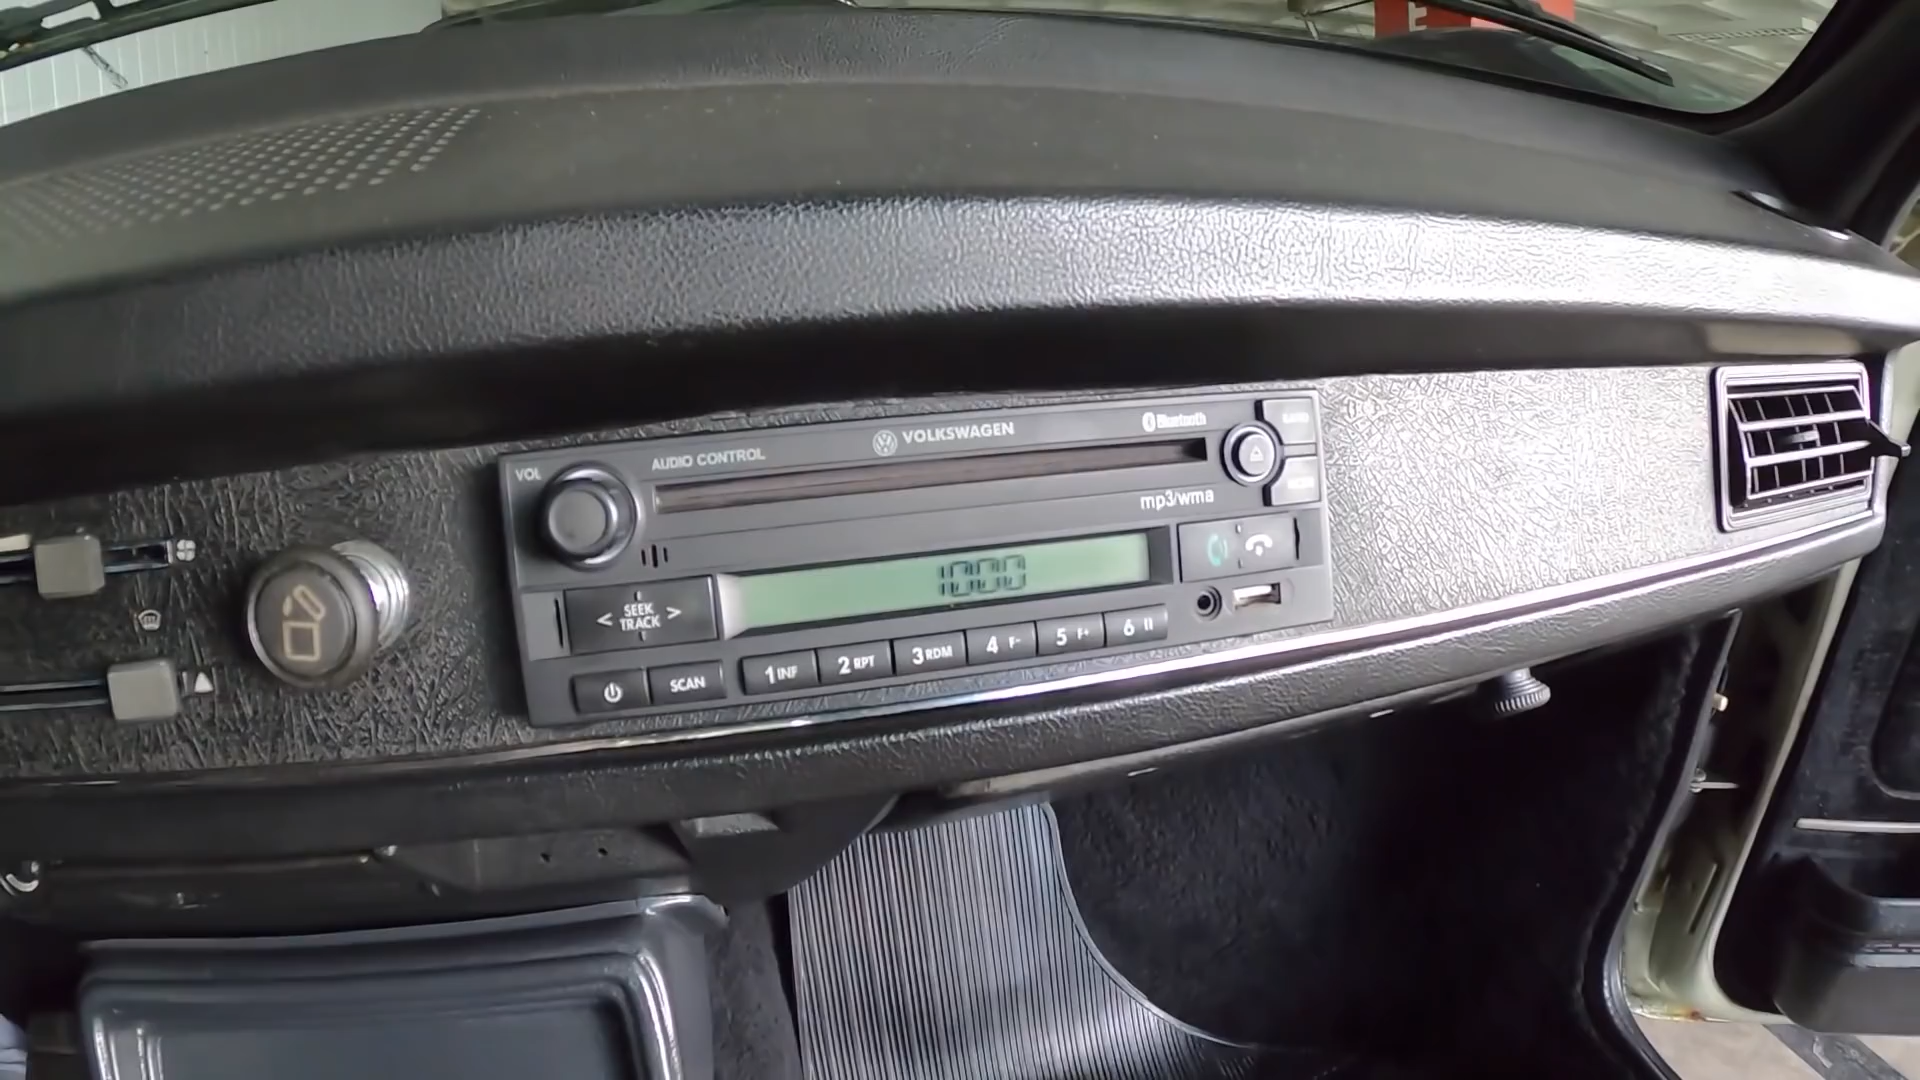 VOL
AUDIO CONTROL
VOLKSWAGEN
Bluetooth
mp3/wma
< SEEK TRACK >
SCAN
1 INF
2 RPT
3 RDM
4 F-
5 F+
6 II